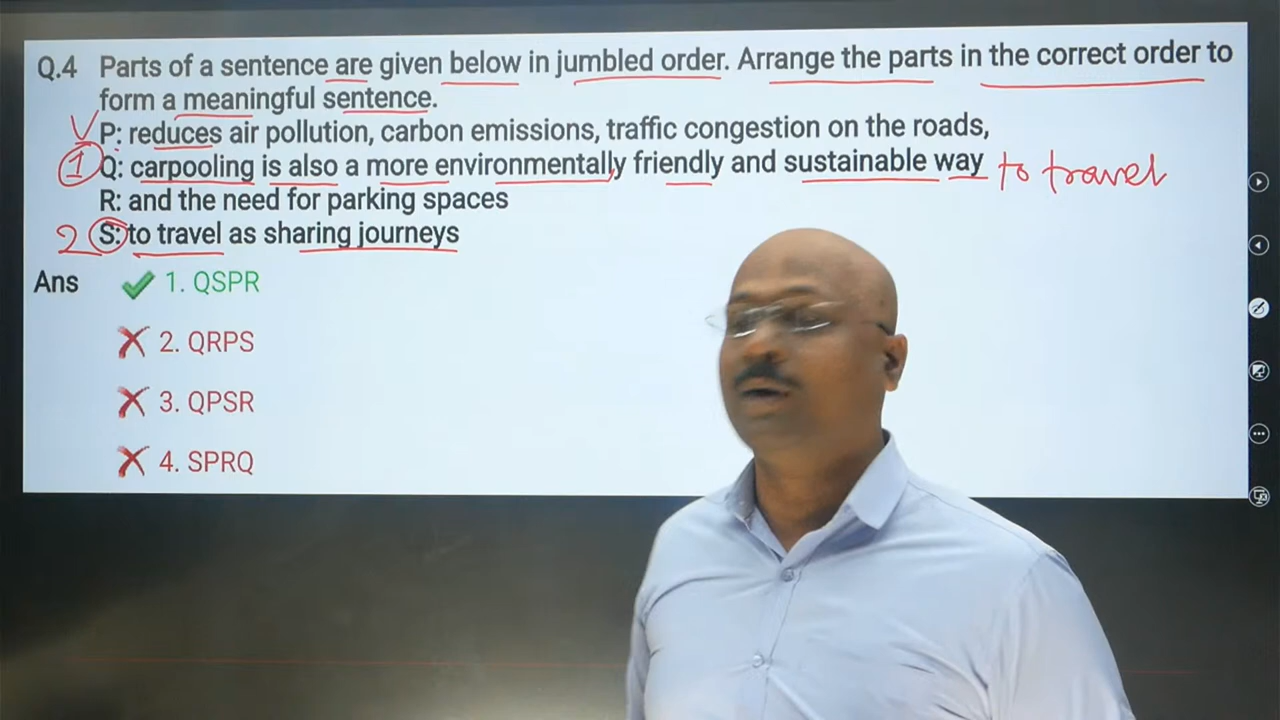 Q.4 Parts of a sentence are given below in jumbled order. Arrange the parts in the correct order to
form a meaningful sentence.
P: reduces air pollution, carbon emissions, traffic congestion on the roads,
1 Q: carpooling is also a more environmentally friendly and sustainable way to travel
R: and the need for parking spaces
2 S: to travel as sharing journeys
Ans 1. QSPR
2. QRPS
3. QPSR
4. SPRQ